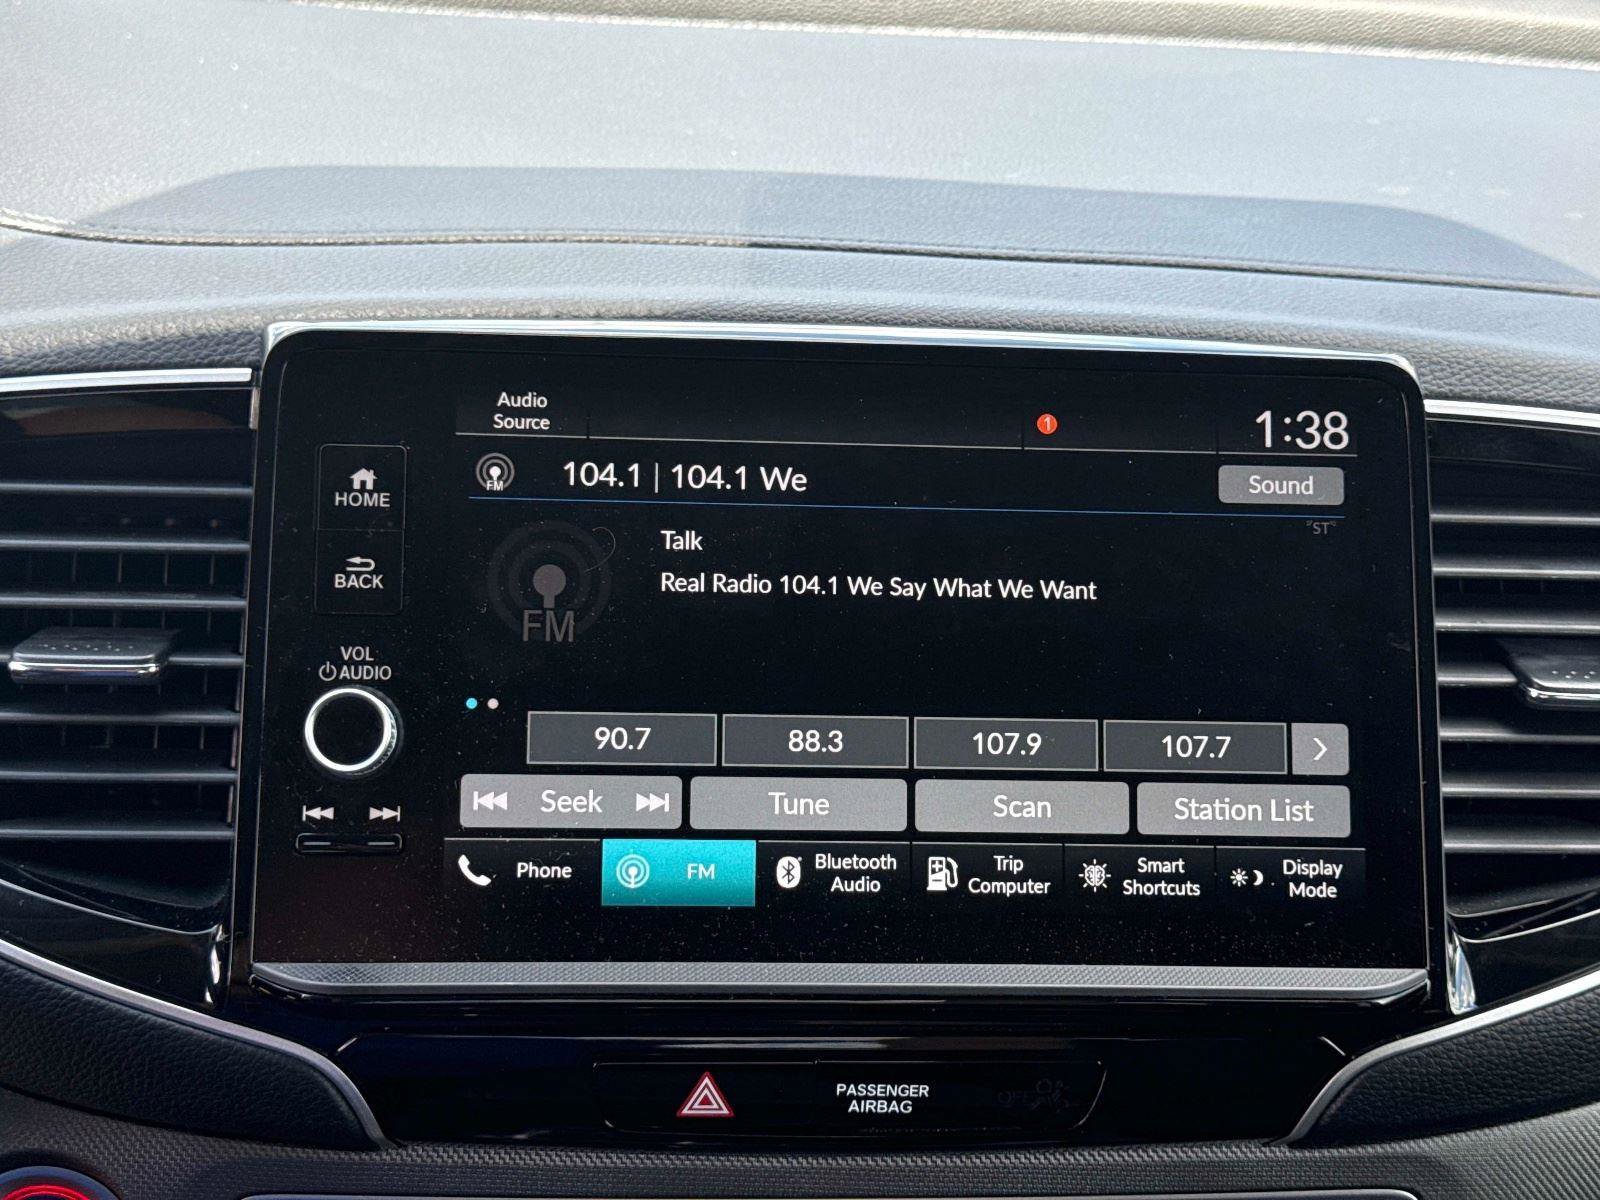 Audio
Source
1
1:38
HOME
FM
104.1 | 104.1 We
Sound
ST
Talk
BACK
Real Radio 104.1 We Say What We Want
FM
VOL
AUDIO
90.7
88.3
107.9
107.7
Seek
Tune
Scan
Station List
Phone
FM
Bluetooth
Audio
Trip
Computer
Smart
Shortcuts
Display
Mode
PASSENGER
AIRBAG
OFF